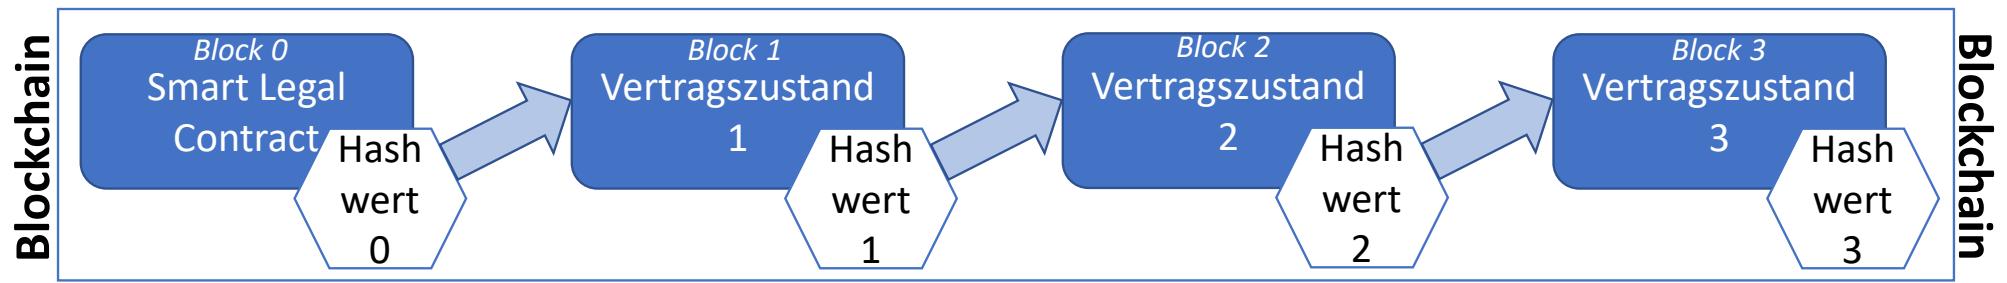 Blockchain
Block 0
Smart Legal
Contract
Hash
wert
0
Block 1
Vertragszustand
1
Hash
wert
1
Block 2
Vertragszustand
2
Hash
wert
2
Block 3
Vertragszustand
3
Hash
wert
3
Blockchain